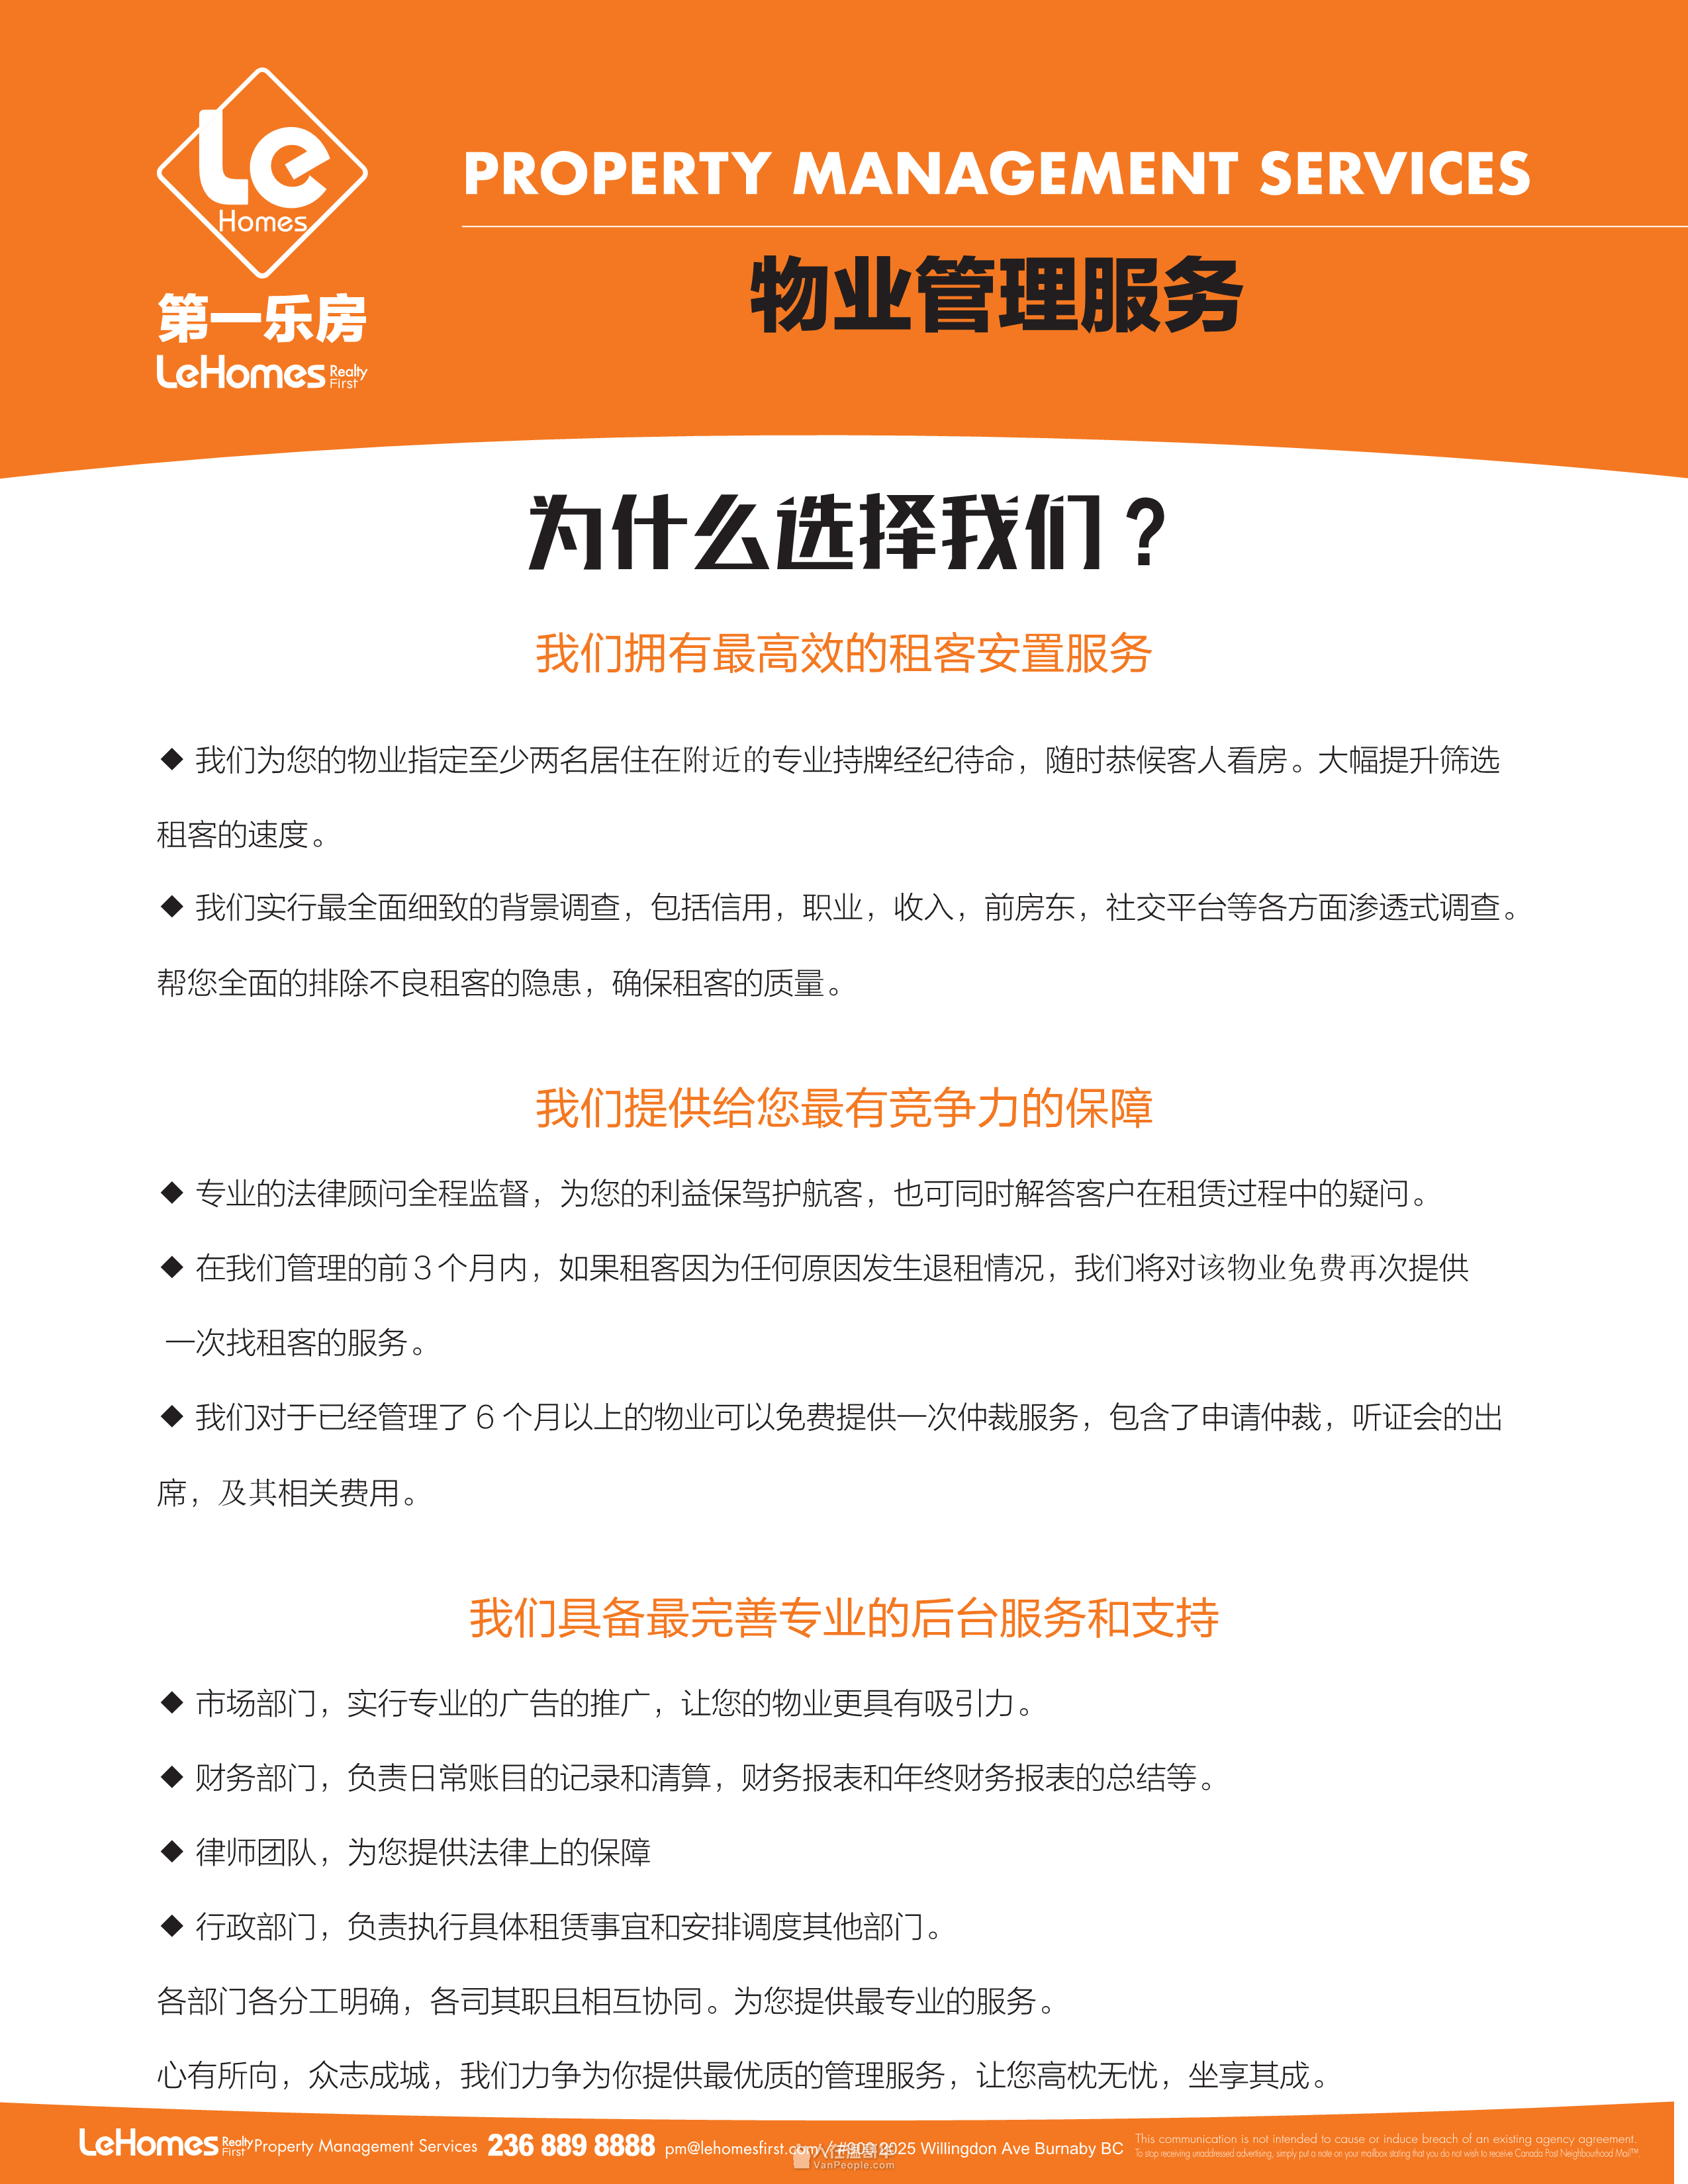 Le
Homes
第一乐房
LeHomes Realty First
PROPERTY MANAGEMENT SERVICES
物业管理服务
为什么选择我们？
我们拥有最高效的租客安置服务
◆ 我们为您的物业指定至少两名居住在附近的专业持牌经纪待命，随时恭候客人看房。大幅提升筛选
租客的速度。
◆ 我们实行最全面细致的背景调查，包括信用，职业，收入，前房东，社交平台等各方面渗透式调查。
帮您全面的排除不良租客的隐患，确保租客的质量。
我们提供给您最有竞争力的保障
◆ 专业的法律顾问全程监督，为您的利益保驾护航客，也可同时解答客户在租赁过程中的疑问。
◆ 在我们管理的前3个月内，如果租客因为任何原因发生退租情况，我们将对该物业免费再次提供
一次找租客的服务。
◆ 我们对于已经管理了6个月以上的物业可以免费提供一次仲裁服务，包含了申请仲裁，听证会的出
席，及其相关费用。
我们具备最完善专业的后台服务和支持
◆ 市场部门，实行专业的广告的推广，让您的物业更具有吸引力。
◆ 财务部门，负责日常账目的记录和清算，财务报表和年终财务报表的总结等。
◆ 律师团队，为您提供法律上的保障
◆ 行政部门，负责执行具体租赁事宜和安排调度其他部门。
各部门各分工明确，各司其职且相互协同。为您提供最专业的服务。
心有所向，众志成城，我们力争为你提供最优质的管理服务，让您高枕无忧，坐享其成。
LeHomes Realty First Property Management Services 236 889 8888 pm@lehomesfirst.com / #900 2025 Willingdon Ave Burnaby BC
This communication is not intended to cause or induce breach of an existing agency agreement.
To stop receiving unaddressed advertising, simply put a note on your mailbox stating that you do not wish to receive Canada Post Neighbourhood Mail™.
人在温哥华
VanPeople.com